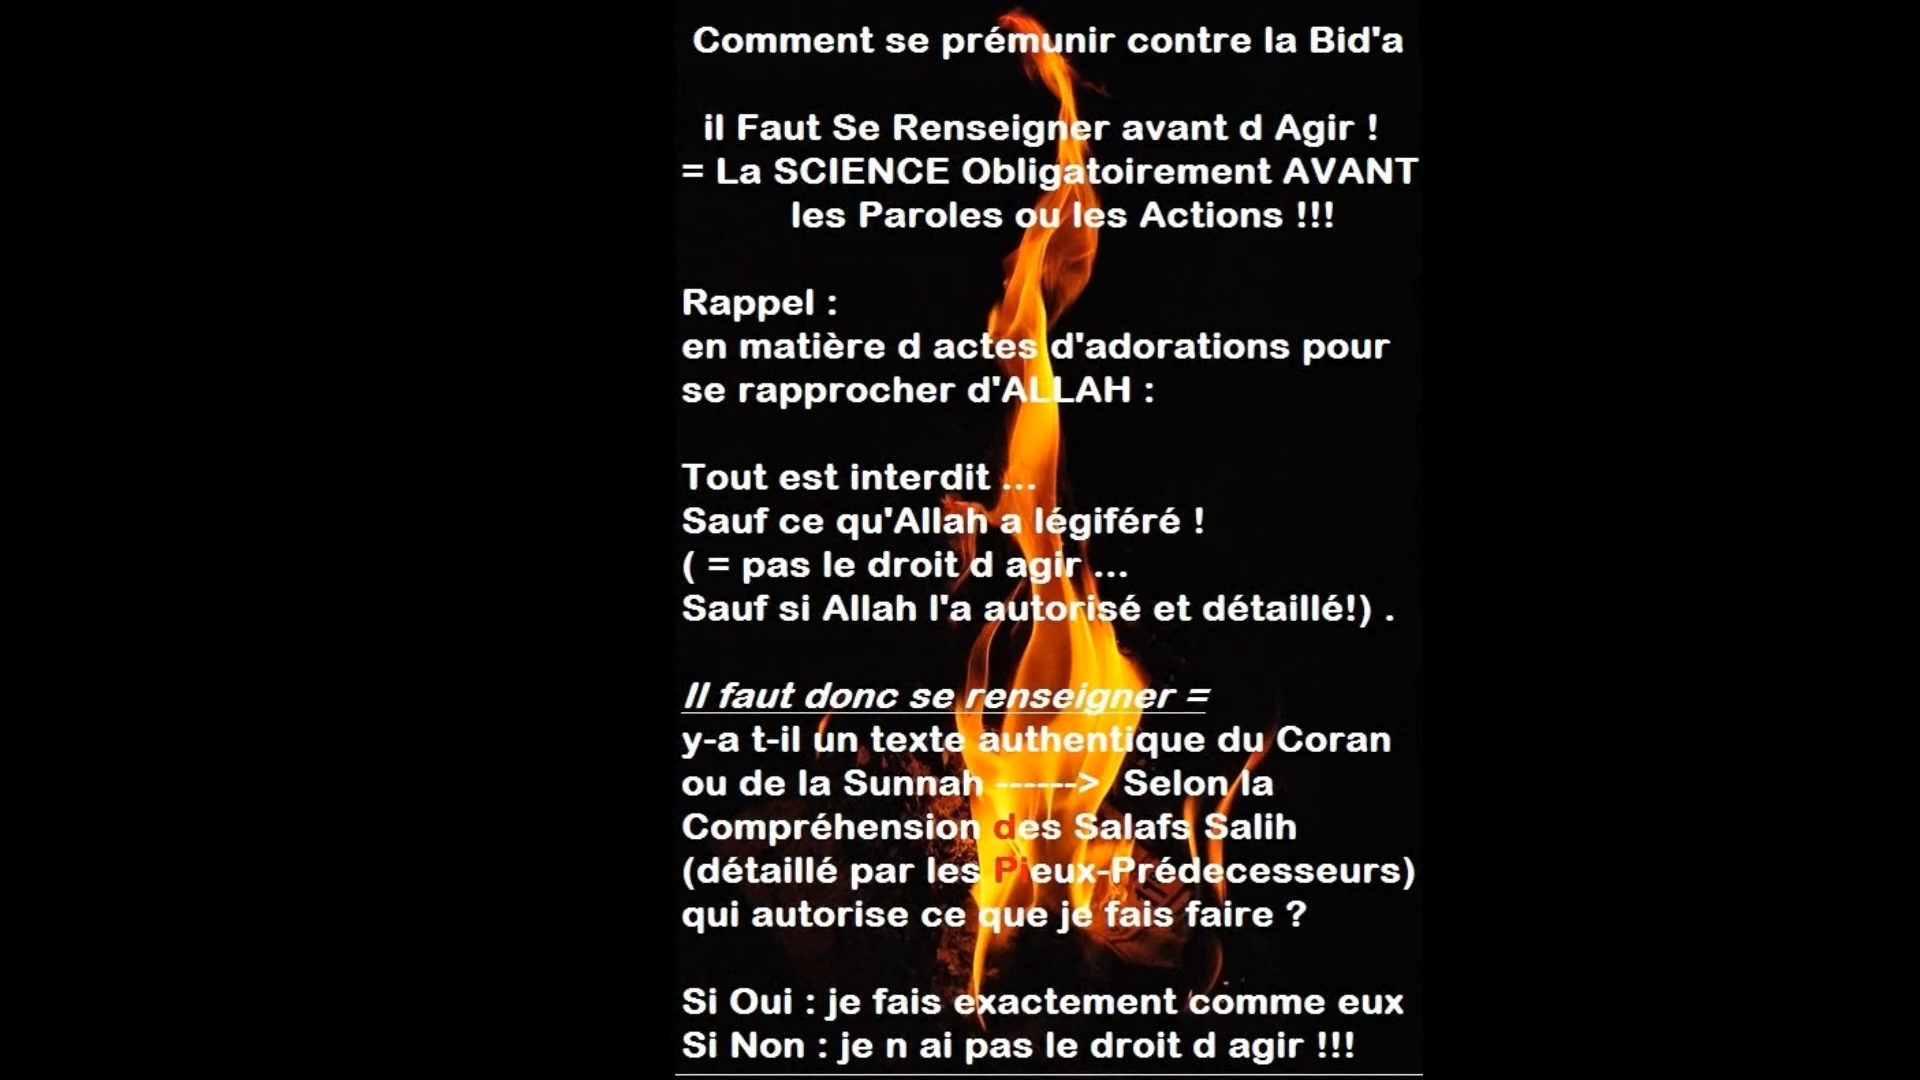 Comment se prémunir contre la Bid'a
il Faut Se Renseigner avant d Agir !
= La SCIENCE Obligatoirement AVANT
les Paroles ou les Actions !!!
Rappel :
en matière d actes d'adorations pour
se rapprocher d'ALLAH :
Tout est interdit ...
Sauf ce qu'Allah a légiféré !
( = pas le droit d agir ...
Sauf si Allah l'a autorisé et détaillé!) .
Il faut donc se renseigner =
y-a t-il un texte authentique du Coran
ou de la Sunnah ------> Selon la
Compréhension des Salafs Salih
(détaillé par les Pieux-Prédecesseurs)
qui autorise ce que je fais faire ?
Si Oui : je fais exactement comme eux
Si Non : je n ai pas le droit d agir !!!